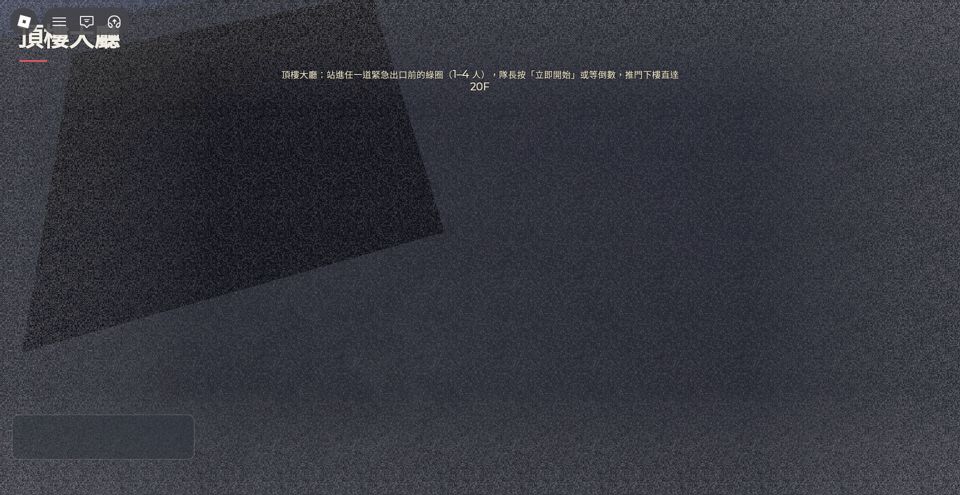 頂樓大廳
頂樓大廳：站進任一道緊急出口前的綠圈（1–4 人），隊長按「立即開始」或等倒數，推門下樓直達
20F